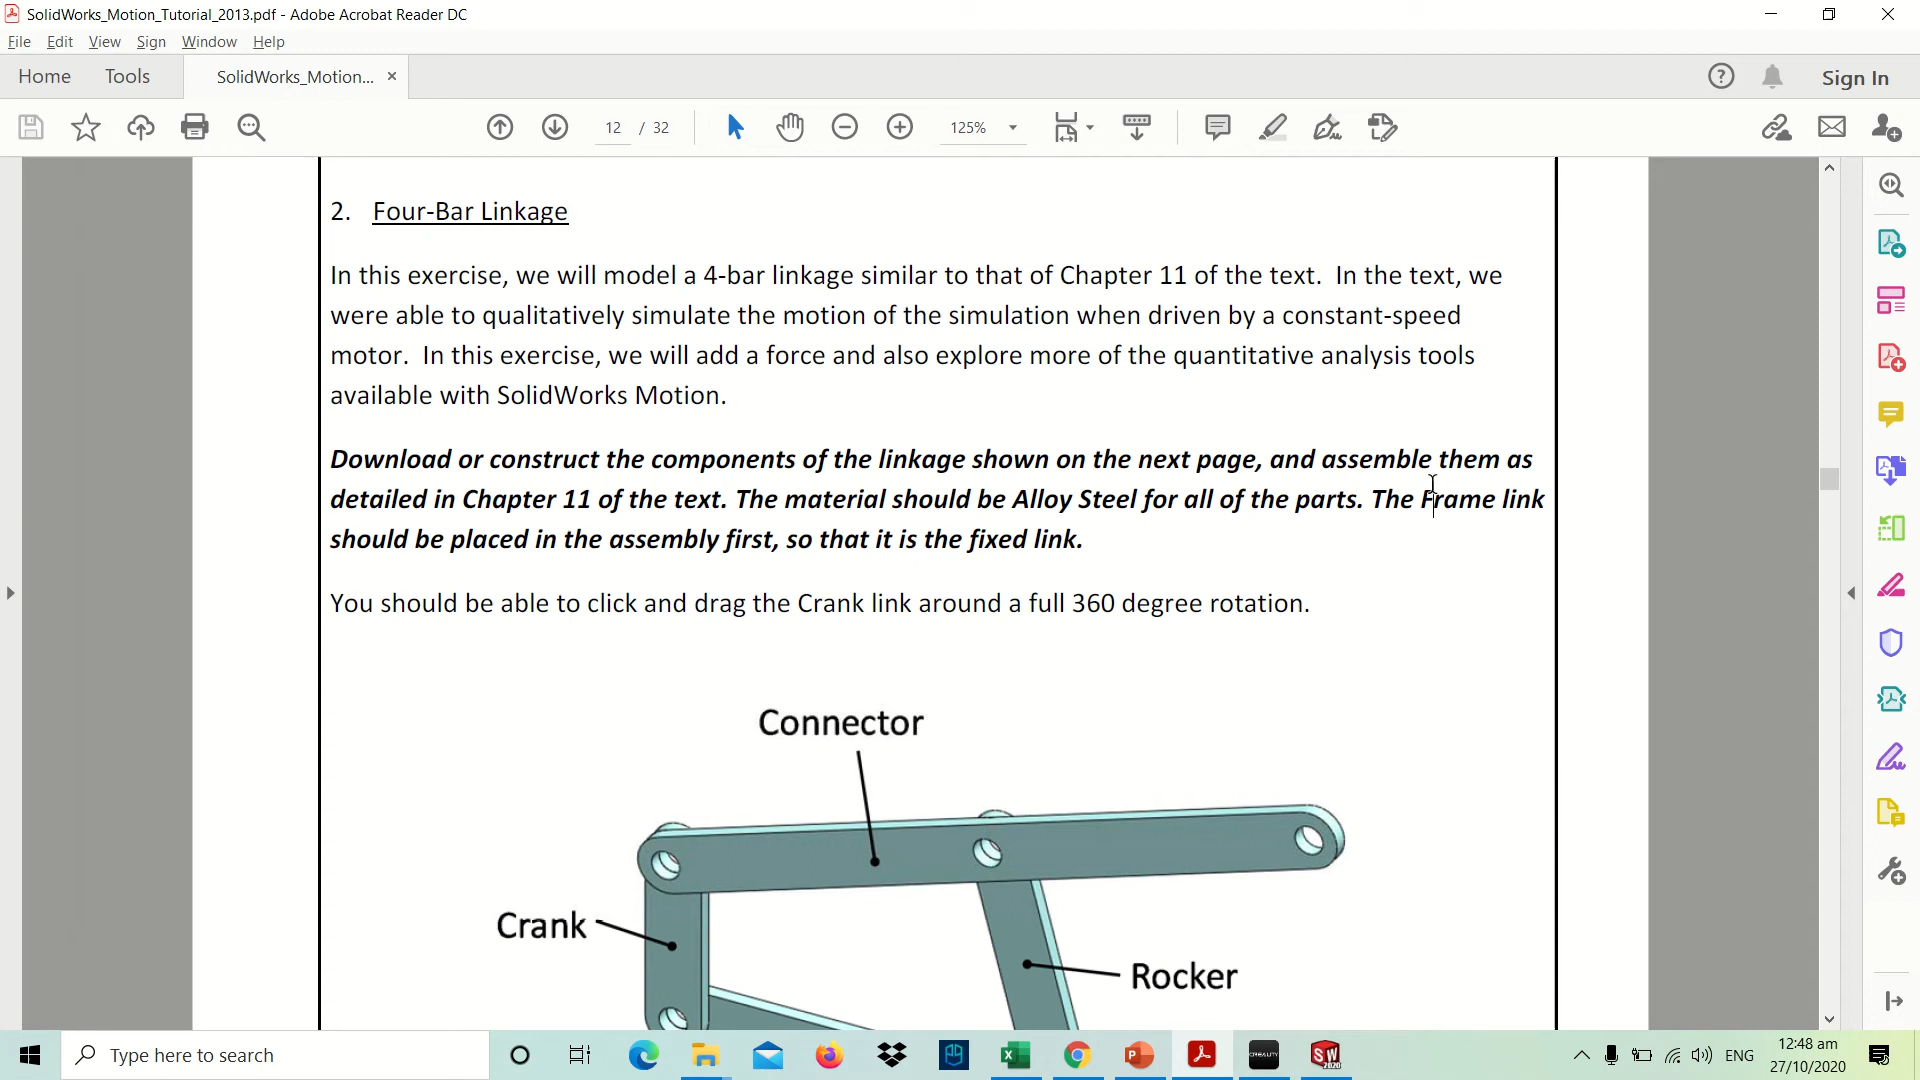 SolidWorks_Motion_Tutorial_2013.pdf - Adobe Acrobat Reader DC
File Edit View Sign Window Help
Home Tools SolidWorks_Motion... × Sign In
12 / 32 125%
2. Four-Bar Linkage
In this exercise, we will model a 4-bar linkage similar to that of Chapter 11 of the text. In the text, we
were able to qualitatively simulate the motion of the simulation when driven by a constant-speed
motor. In this exercise, we will add a force and also explore more of the quantitative analysis tools
available with SolidWorks Motion.
Download or construct the components of the linkage shown on the next page, and assemble them as
detailed in Chapter 11 of the text. The material should be Alloy Steel for all of the parts. The Frame link
should be placed in the assembly first, so that it is the fixed link.
You should be able to click and drag the Crank link around a full 360 degree rotation.
Connector
Crank
Rocker
Type here to search
CREALITY
SW
2020
ENG
12:48 am
27/10/2020